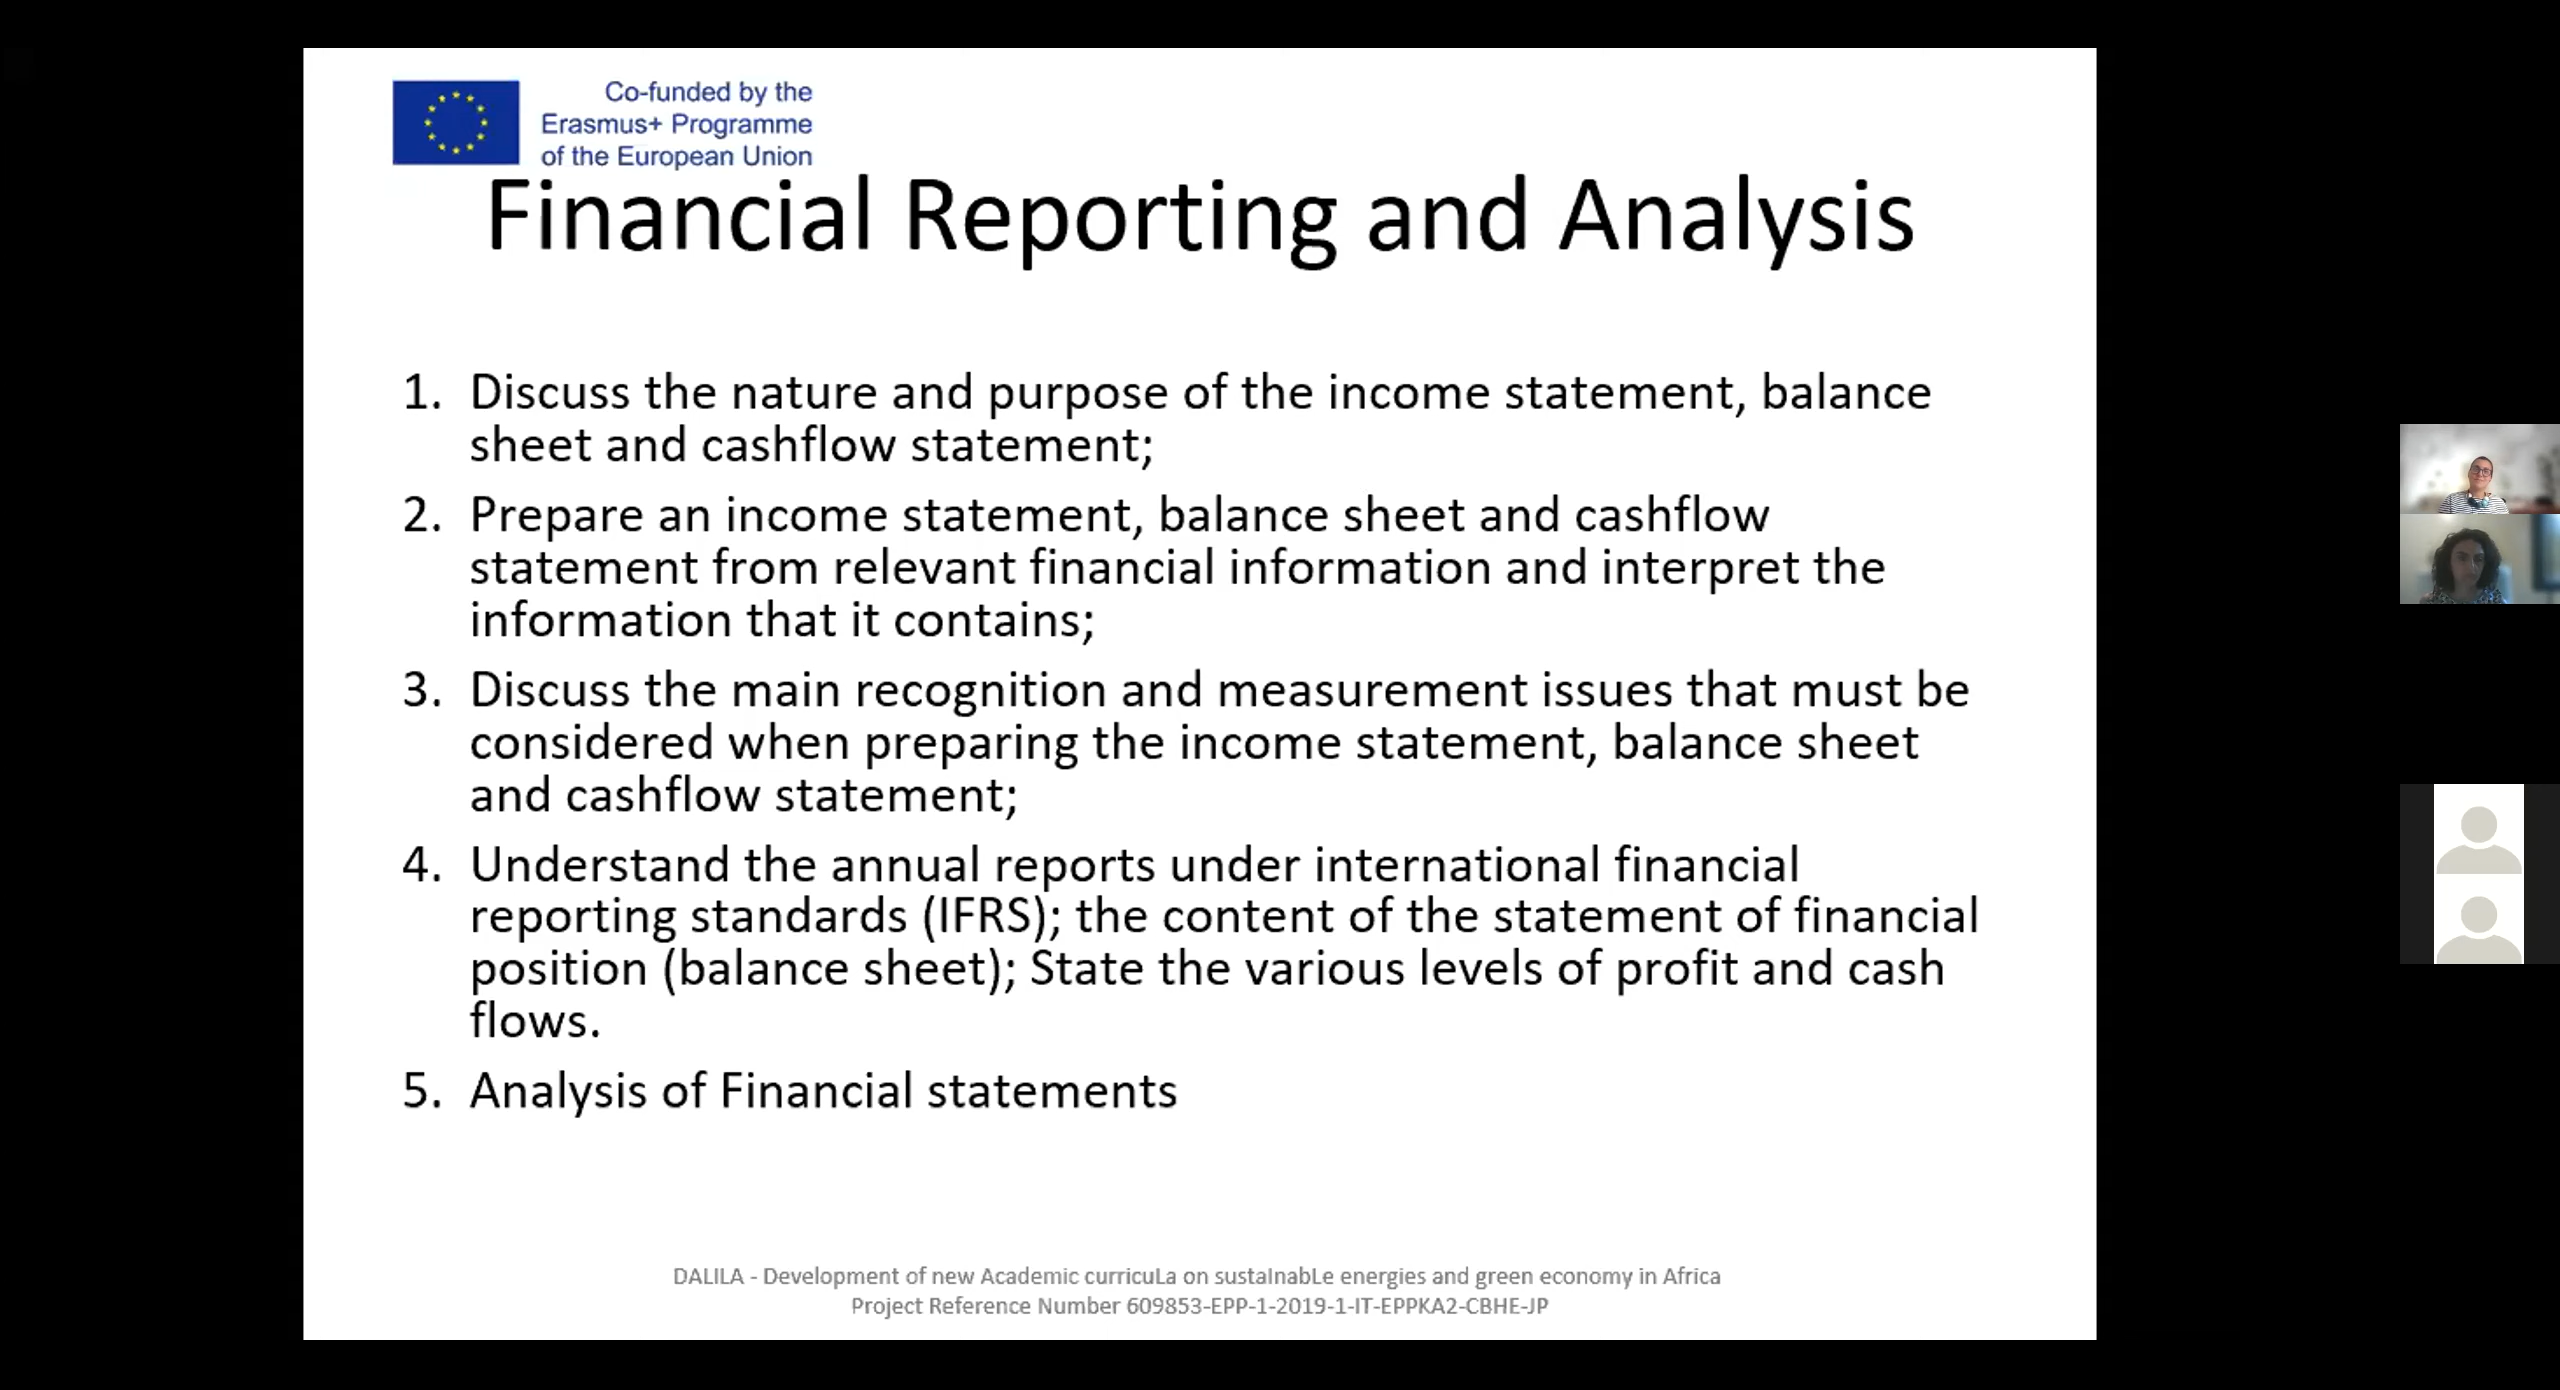 Co-funded by the
Erasmus+ Programme
of the European Union
Financial Reporting and Analysis
1. Discuss the nature and purpose of the income statement, balance
sheet and cashflow statement;
2. Prepare an income statement, balance sheet and cashflow
statement from relevant financial information and interpret the
information that it contains;
3. Discuss the main recognition and measurement issues that must be
considered when preparing the income statement, balance sheet
and cashflow statement;
4. Understand the annual reports under international financial
reporting standards (IFRS); the content of the statement of financial
position (balance sheet); State the various levels of profit and cash
flows.
5. Analysis of Financial statements
DALILA - Development of new Academic curricuLa on sustaInabLe energies and green economy in Africa
Project Reference Number 609853-EPP-1-2019-1-IT-EPPKA2-CBHE-JP